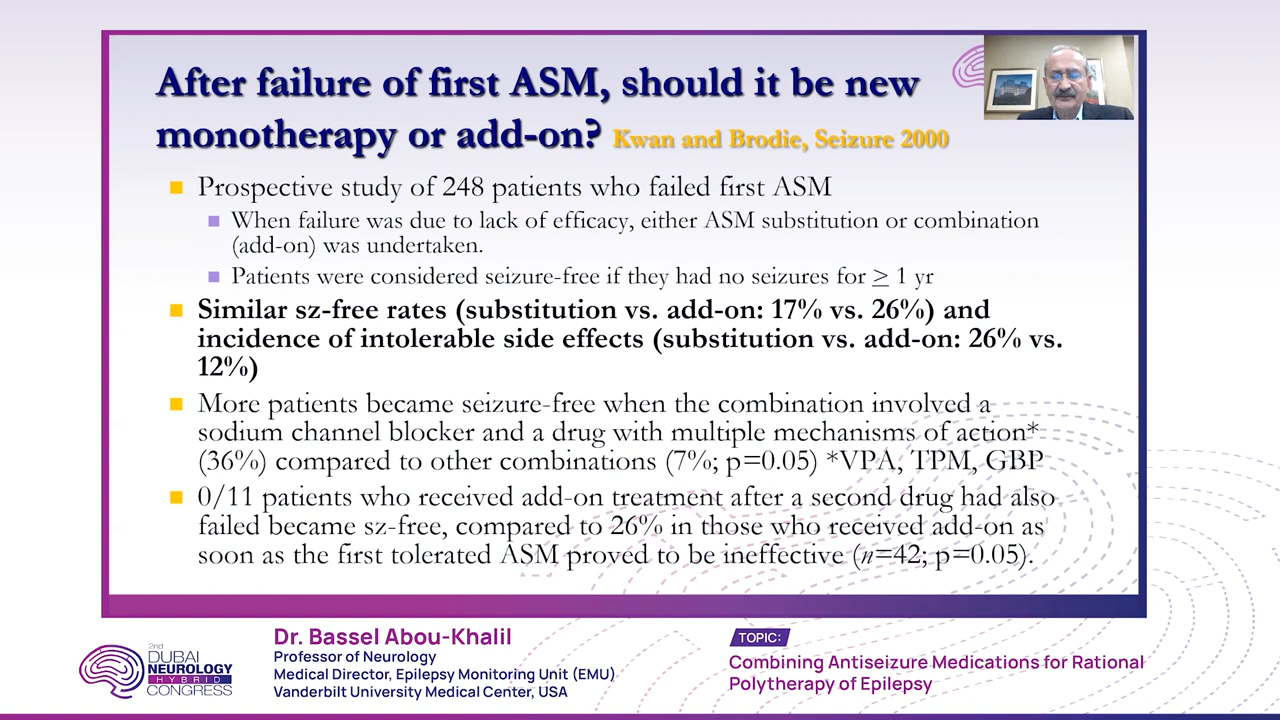 After failure of first ASM, should it be new
monotherapy or add-on? Kwan and Brodie, Seizure 2000
Prospective study of 248 patients who failed first ASM
When failure was due to lack of efficacy, either ASM substitution or combination
(add-on) was undertaken.
Patients were considered seizure-free if they had no seizures for ≥ 1 yr
Similar sz-free rates (substitution vs. add-on: 17% vs. 26%) and
incidence of intolerable side effects (substitution vs. add-on: 26% vs.
12%)
More patients became seizure-free when the combination involved a
sodium channel blocker and a drug with multiple mechanisms of action*
(36%) compared to other combinations (7%; p=0.05) *VPA, TPM, GBP
0/11 patients who received add-on treatment after a second drug had also
failed became sz-free, compared to 26% in those who received add-on as
soon as the first tolerated ASM proved to be ineffective (n=42; p=0.05).
2nd
DUBAI
NEUROLOGY
HYBRID
CONGRESS
Dr. Bassel Abou-Khalil
Professor of Neurology
Medical Director, Epilepsy Monitoring Unit (EMU)
Vanderbilt University Medical Center, USA
TOPIC:
Combining Antiseizure Medications for Rational
Polytherapy of Epilepsy